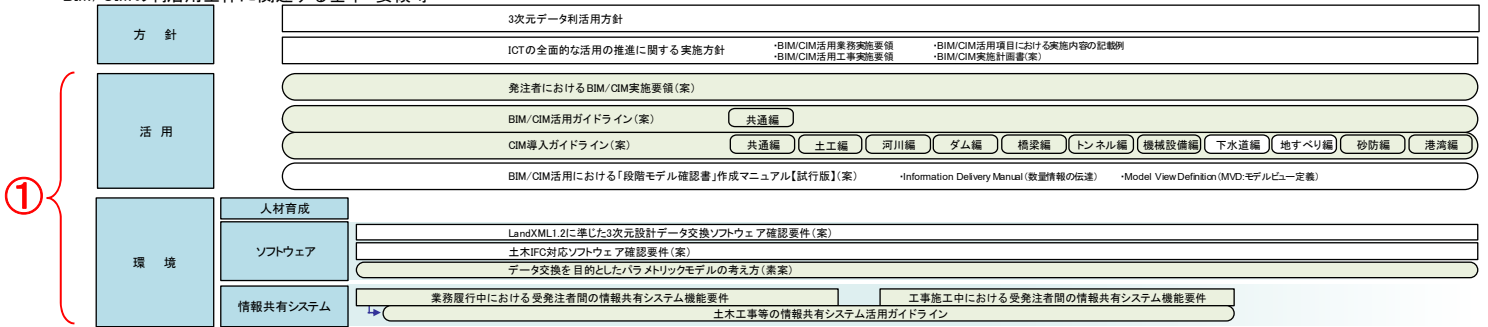 方 針
3次元データ利活用方針
ICTの全面的な活用の推進に関する実施方針
・BIM/CIM活用業務実施要領
・BIM/CIM活用工事実施要領
・BIM/CIM活用項目における実施内容の記載例
・BIM/CIM実施計画書(案)
①
活 用
発注者におけるBIM/CIM実施要領(案)
BIM/CIM活用ガイドライン(案) 共通編
CIM導入ガイドライン(案) 共通編 土工編 河川編 ダム編 橋梁編 トンネル編 機械設備編 下水道編 地すべり編 砂防編 港湾編
BIM/CIM活用における「段階モデル確認書」作成マニュアル【試行版】(案) ・Information Delivery Manual(数量情報の伝達) ・Model View Definition(MVD:モデルビュー定義)
環 境
人材育成
ソフトウェア
LandXML1.2に準じた3次元設計データ交換ソフトウェア確認要件(案)
土木IFC対応ソフトウェア確認要件(案)
データ交換を目的としたパラメトリックモデルの考え方(素案)
情報共有システム
業務履行中における受発注者間の情報共有システム機能要件 工事施工中における受発注者間の情報共有システム機能要件
土木工事等の情報共有システム活用ガイドライン